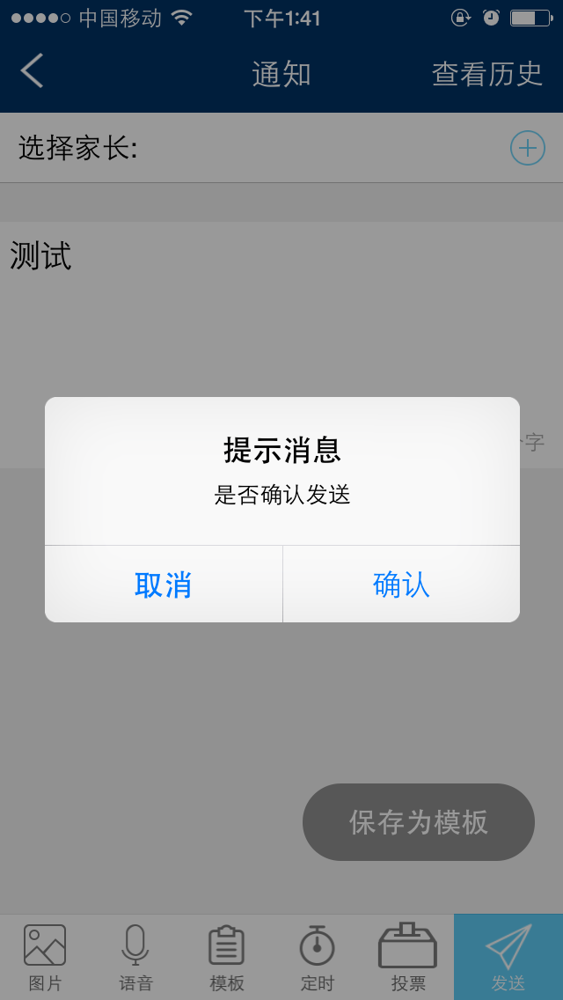 中国移动 下午1:41
通知 查看历史
选择家长:
测试
字
提示消息
是否确认发送
取消 确认
保存为模板
图片 语音 模板 定时 投票 发送